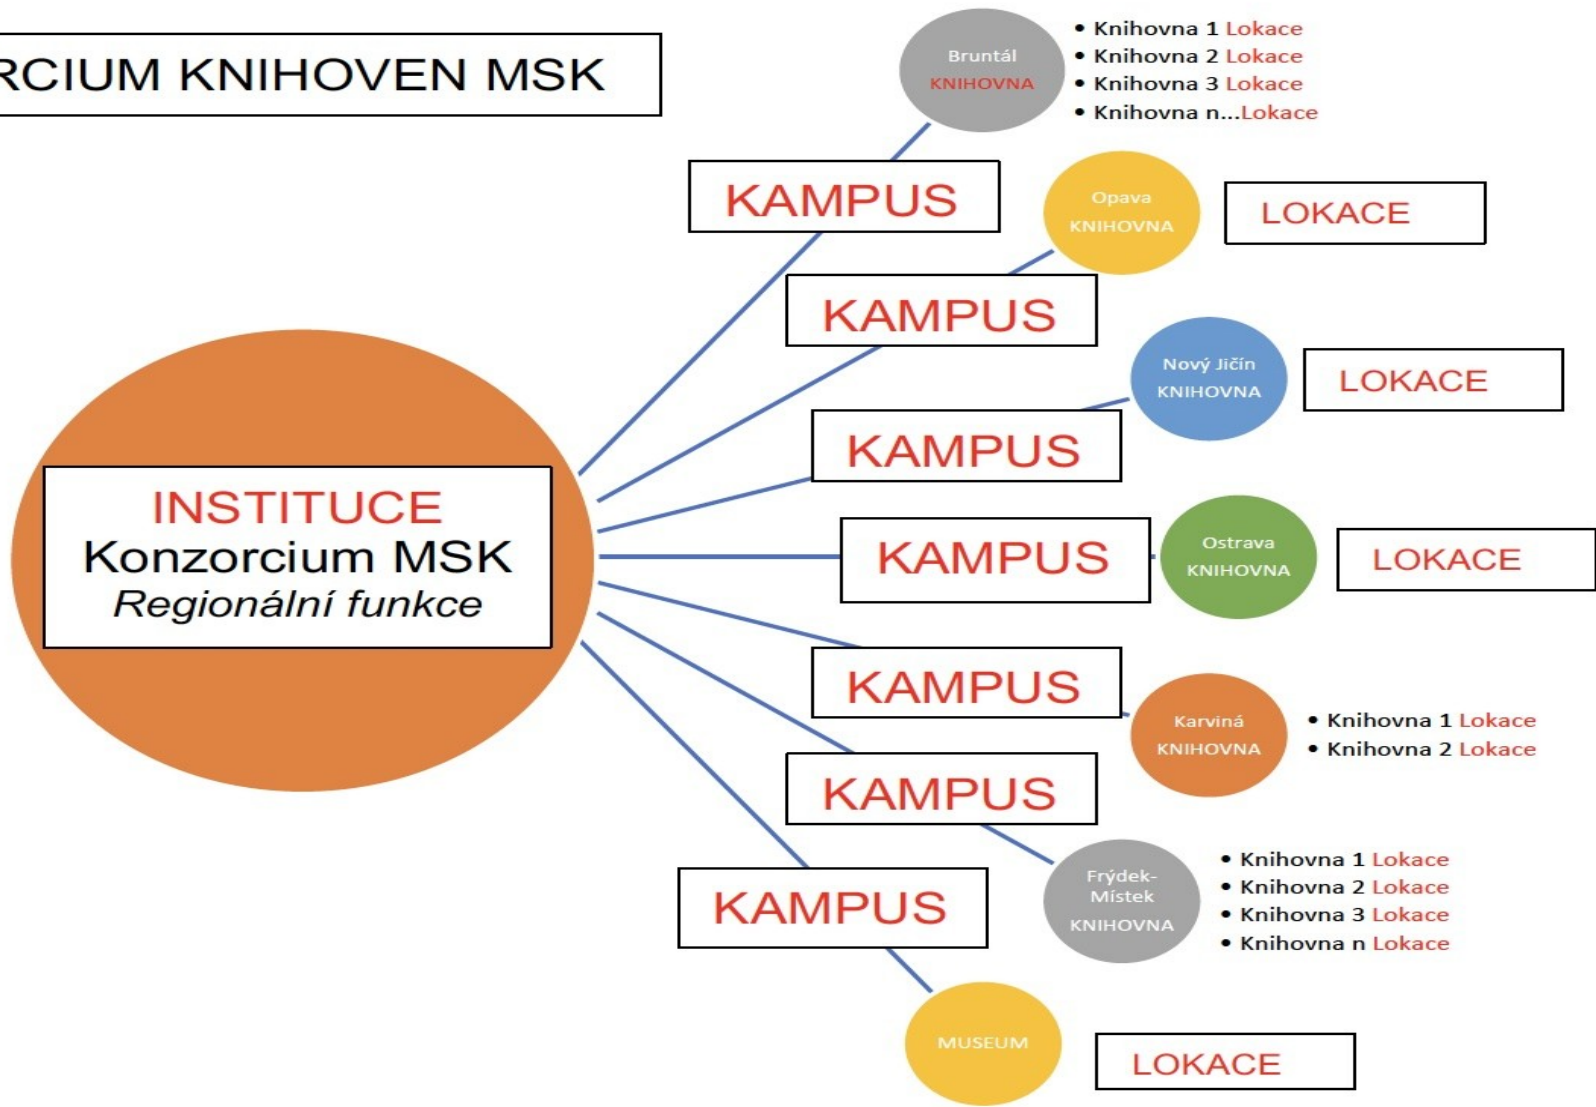 RCIUM KNIHOVEN MSK
Bruntál
KNIHOVNA
• Knihovna 1 Lokace
• Knihovna 2 Lokace
• Knihovna 3 Lokace
• Knihovna n...Lokace
KAMPUS
Opava
KNIHOVNA
LOKACE
KAMPUS
Nový Jičín
KNIHOVNA
LOKACE
KAMPUS
INSTITUCE
Konzorcium MSK
Regionální funkce
KAMPUS
Ostrava
KNIHOVNA
LOKACE
KAMPUS
Karviná
KNIHOVNA
• Knihovna 1 Lokace
• Knihovna 2 Lokace
KAMPUS
Frýdek-
Místek
KNIHOVNA
• Knihovna 1 Lokace
• Knihovna 2 Lokace
• Knihovna 3 Lokace
• Knihovna n Lokace
KAMPUS
MUSEUM
LOKACE